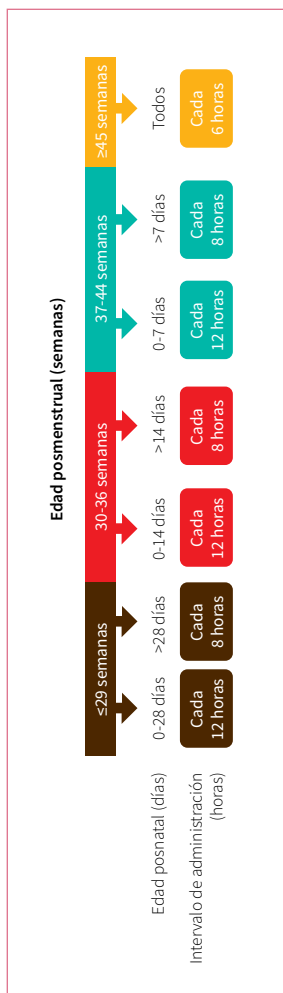 Edad posmenstrual (semanas)
≤29 semanas
30-36 semanas
37-44 semanas
≥45 semanas
Edad posnatal (días)
0-28 días
>28 días
0-14 días
>14 días
0-7 días
>7 días
Todos
Intervalo de administración
(horas)
Cada
12 horas
Cada
8 horas
Cada
12 horas
Cada
8 horas
Cada
12 horas
Cada
8 horas
Cada
6 horas